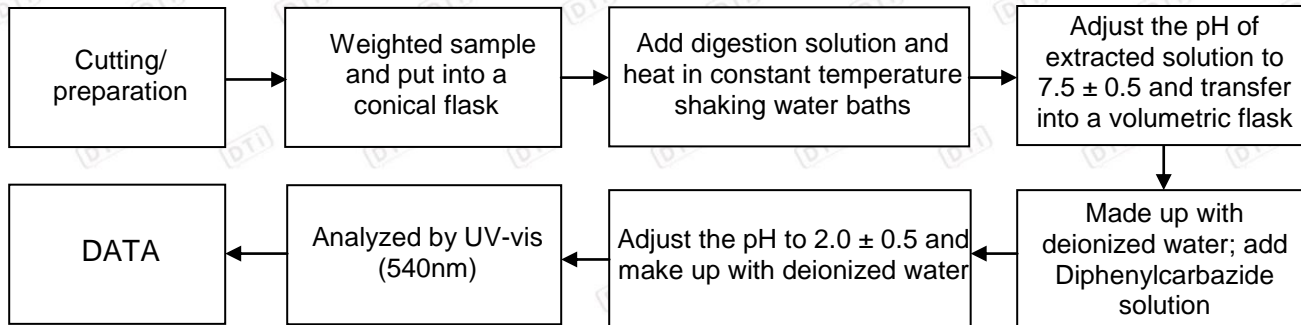 Cutting/
preparation
Weighted sample
and put into a
conical flask
Add digestion solution and
heat in constant temperature
shaking water baths
Adjust the pH of
extracted solution to
7.5 ± 0.5 and transfer
into a volumetric flask
Made up with
deionized water; add
Diphenylcarbazide
solution
Adjust the pH to 2.0 ± 0.5 and
make up with deionized water
Analyzed by UV-vis
(540nm)
DATA